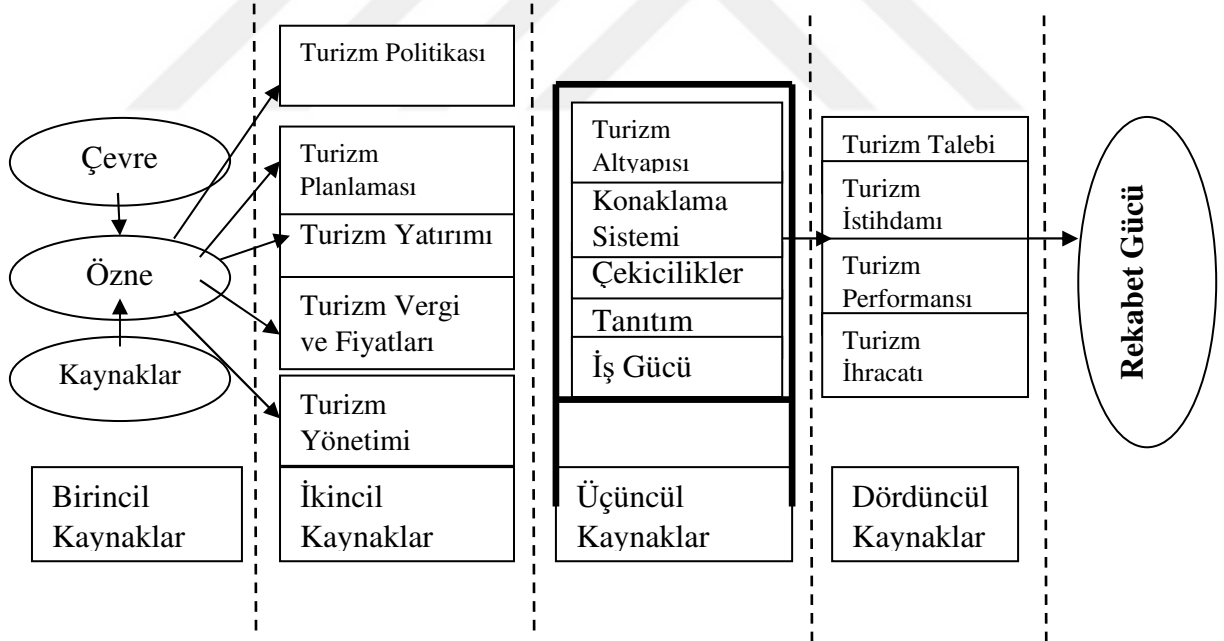 Çevre
Özne
Kaynaklar
Birincil
Kaynaklar
Turizm Politikası
Turizm
Planlaması
Turizm Yatırımı
Turizm Vergi
ve Fiyatları
Turizm
Yönetimi
İkincil
Kaynaklar
Turizm
Altyapısı
Konaklama
Sistemi
Çekicilikler
Tanıtım
İş Gücü
Üçüncül
Kaynaklar
Turizm Talebi
Turizm
İstihdamı
Turizm
Performansı
Turizm
İhracatı
Dördüncül
Kaynaklar
Rekabet Gücü